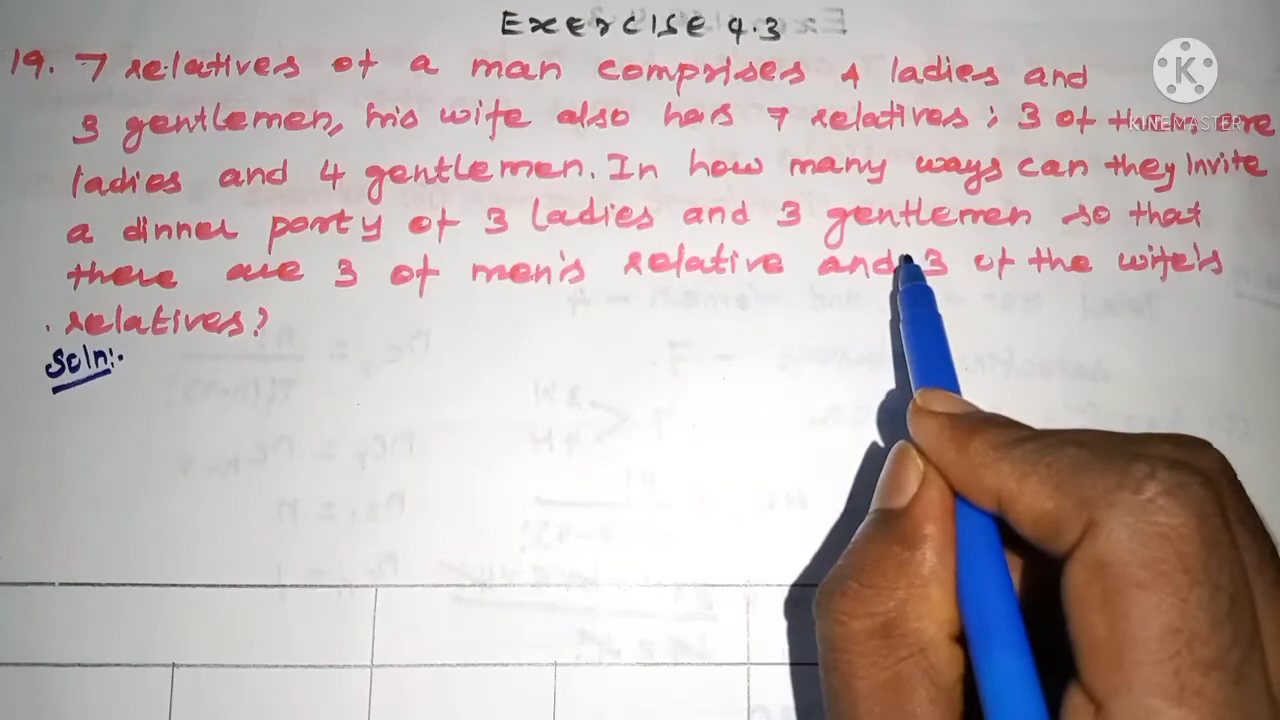 Exercise 4.3
19. 7 relatives of a man comprises 4 ladies and
3 gentlemen, his wife also has 7 relatives; 3 of
ladies and 4 gentlemen. In how many ways can they invite
a dinner party of 3 ladies and 3 gentlemen so that
there are 3 of men's relative and 3 of the wife's
relatives?
Soln:
K
KINEMASTER